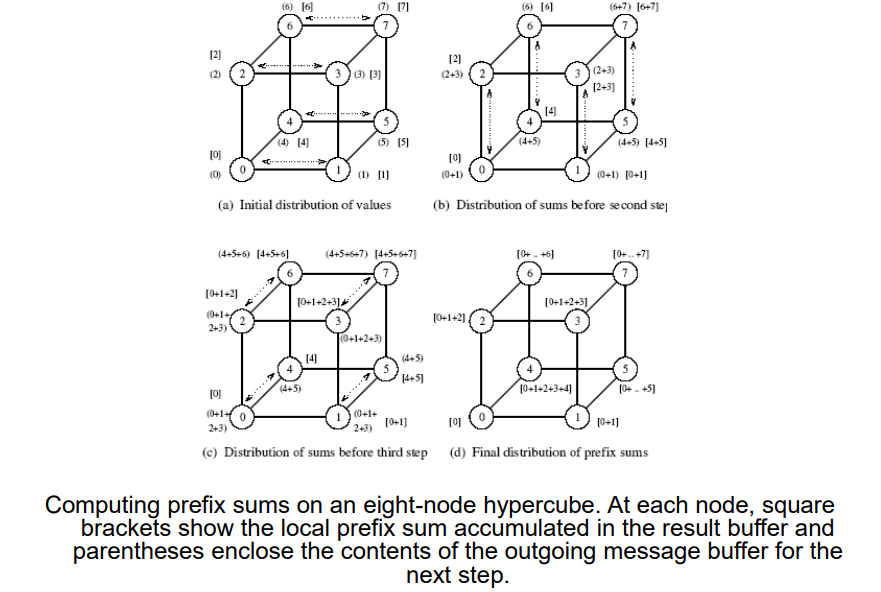 (6) [6] (7) [7]
6 7
[2]
(2) 2 3 (3) [3]
4 5
(4) [4] (5) [5]
[0]
(0) 0 1 (1) [1]
(a) Initial distribution of values
(6) [6] (6+7) [6+7]
6 7
[2]
(2+3) 2 3 (2+3)
[2+3]
[4]
4 5
(4+5) (4+5) [4+5]
[0]
(0+1) 0 1 (0+1) [0+1]
(b) Distribution of sums before second step
(4+5+6) [4+5+6] (4+5+6+7) [4+5+6+7]
6 7
[0+1+2] [0+1+2+3]
(0+1+
2+3) 2 3
(0+1+2+3)
[4] (4+5)
4 5
(4+5) [4+5]
[0]
(0+1+
2+3) 0 1 (0+1+
2+3) [0+1]
(c) Distribution of sums before third step
[0+ .. +6] [0+ .. +7]
6 7
[0+1+2+3]
[0+1+2] 2 3
4 5
[0+1+2+3+4] [0+ .. +5]
[0] 0 1 [0+1]
(d) Final distribution of prefix sums
Computing prefix sums on an eight-node hypercube. At each node, square
brackets show the local prefix sum accumulated in the result buffer and
parentheses enclose the contents of the outgoing message buffer for the
next step.